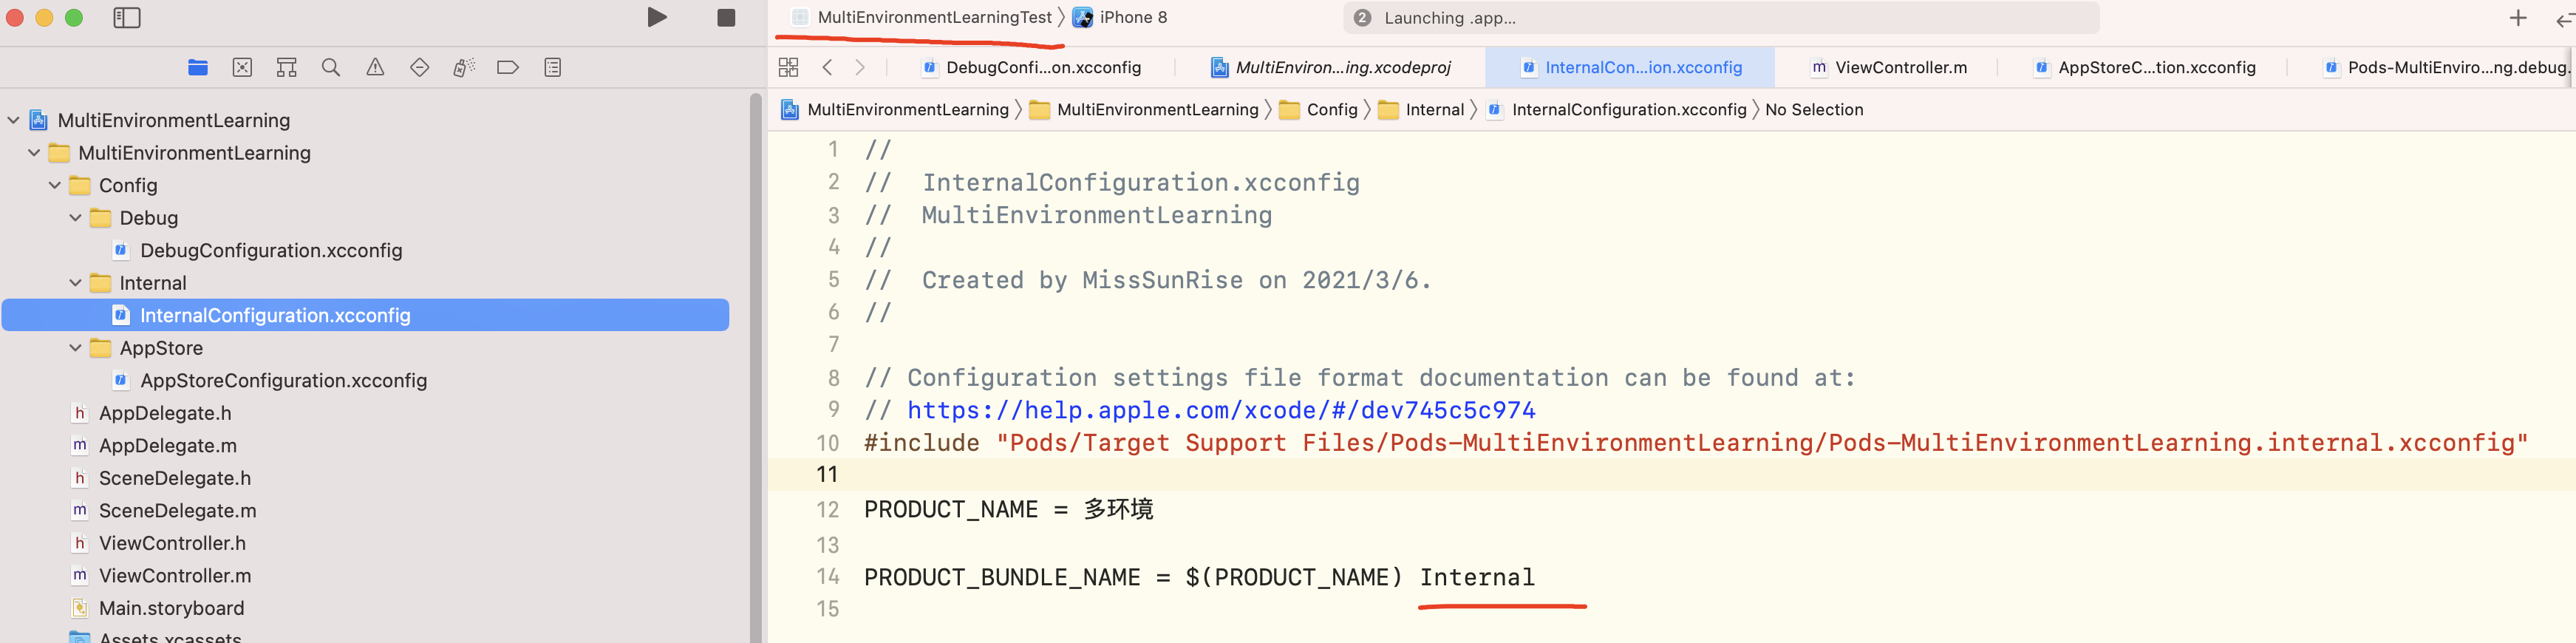 MultiEnvironmentLearningTest 〉 iPhone 8
2 Launching .app...
DebugConfi...on.xcconfig
MultiEnviron...ing.xcodeproj
InternalCon...ion.xcconfig
ViewController.m
AppStoreC...tion.xcconfig
Pods-MultiEnviro...ng.debug.
MultiEnvironmentLearning 〉 MultiEnvironmentLearning 〉 Config 〉 Internal 〉 InternalConfiguration.xcconfig 〉 No Selection
MultiEnvironmentLearning
MultiEnvironmentLearning
Config
Debug
DebugConfiguration.xcconfig
Internal
InternalConfiguration.xcconfig
AppStore
AppStoreConfiguration.xcconfig
h AppDelegate.h
m AppDelegate.m
h SceneDelegate.h
m SceneDelegate.m
h ViewController.h
m ViewController.m
Main.storyboard
Assets.xcassets
1 //
2 //  InternalConfiguration.xcconfig
3 //  MultiEnvironmentLearning
4 //
5 //  Created by MissSunRise on 2021/3/6.
6 //
7
8 // Configuration settings file format documentation can be found at:
9 // https://help.apple.com/xcode/#/dev745c5c974
10 #include "Pods/Target Support Files/Pods-MultiEnvironmentLearning/Pods-MultiEnvironmentLearning.internal.xcconfig"
11
12 PRODUCT_NAME = 多环境
13
14 PRODUCT_BUNDLE_NAME = $(PRODUCT_NAME) Internal
15